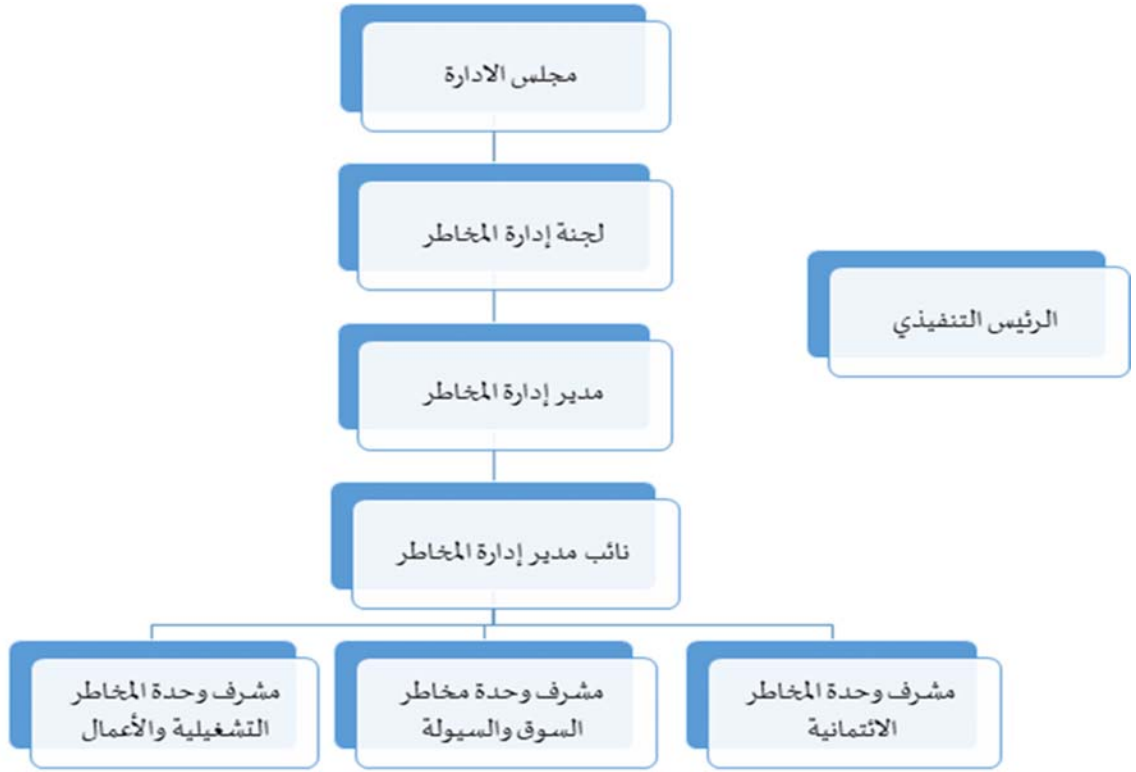 مجلس الادارة
لجنة إدارة المخاطر
الرئيس التنفيذي
مدير إدارة المخاطر
نائب مدير إدارة المخاطر
مشرف وحدة المخاطر
الائتمانية
مشرف وحدة مخاطر
السوق والسيولة
مشرف وحدة المخاطر
التشغيلية والأعمال